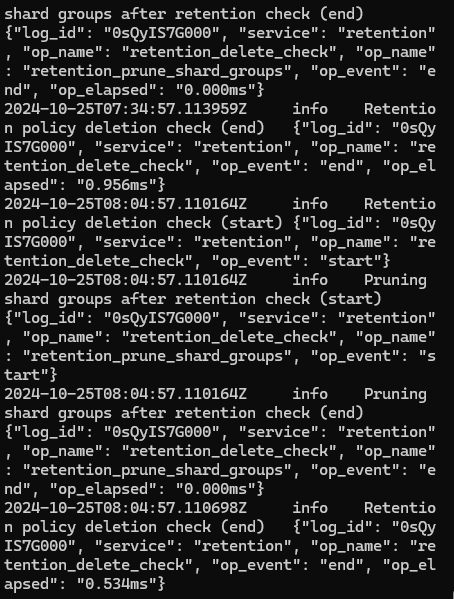 shard groups after retention check (end)
{"log_id": "0sQyIS7G000", "service": "retention"
, "op_name": "retention_delete_check", "op_name"
: "retention_prune_shard_groups", "op_event": "e
nd", "op_elapsed": "0.000ms"}
2024-10-25T07:34:57.113959Z     info    Retentio
n policy deletion check (end)   {"log_id": "0sQy
IS7G000", "service": "retention", "op_name": "re
tention_delete_check", "op_event": "end", "op_el
apsed": "0.956ms"}
2024-10-25T08:04:57.110164Z     info    Retentio
n policy deletion check (start) {"log_id": "0sQy
IS7G000", "service": "retention", "op_name": "re
tention_delete_check", "op_event": "start"}
2024-10-25T08:04:57.110164Z     info    Pruning
shard groups after retention check (start)
{"log_id": "0sQyIS7G000", "service": "retention"
, "op_name": "retention_delete_check", "op_name"
: "retention_prune_shard_groups", "op_event": "s
tart"}
2024-10-25T08:04:57.110164Z     info    Pruning
shard groups after retention check (end)
{"log_id": "0sQyIS7G000", "service": "retention"
, "op_name": "retention_delete_check", "op_name"
: "retention_prune_shard_groups", "op_event": "e
nd", "op_elapsed": "0.000ms"}
2024-10-25T08:04:57.110698Z     info    Retentio
n policy deletion check (end)   {"log_id": "0sQy
IS7G000", "service": "retention", "op_name": "re
tention_delete_check", "op_event": "end", "op_el
apsed": "0.534ms"}